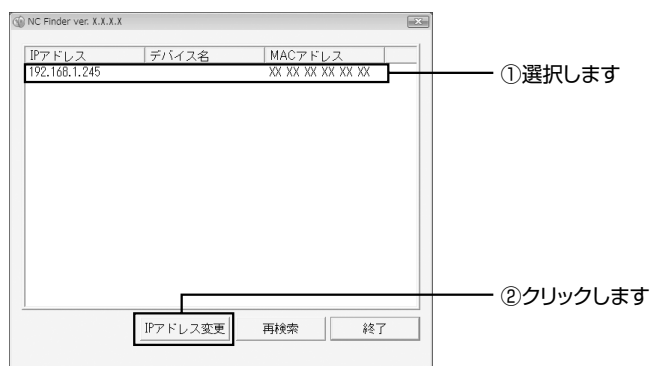 NC Finder ver. X.X.X.X
IPアドレス デバイス名 MACアドレス
192.168.1.245 XX XX XX XX XX XX
①選択します
②クリックします
IPアドレス変更 再検索 終了